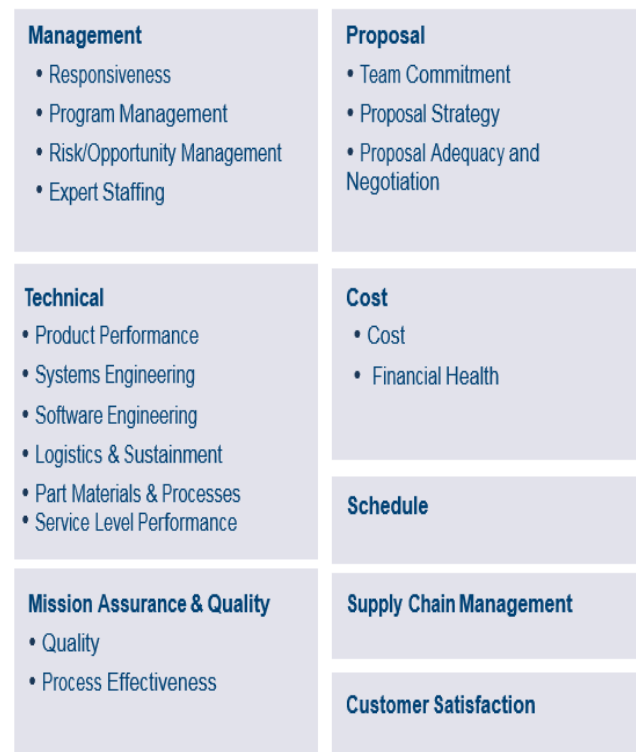 Management
• Responsiveness
• Program Management
• Risk/Opportunity Management
• Expert Staffing
Proposal
• Team Commitment
• Proposal Strategy
• Proposal Adequacy and
Negotiation
Technical
• Product Performance
• Systems Engineering
• Software Engineering
• Logistics & Sustainment
• Part Materials & Processes
• Service Level Performance
Cost
• Cost
• Financial Health
Schedule
Mission Assurance & Quality
• Quality
• Process Effectiveness
Supply Chain Management
Customer Satisfaction